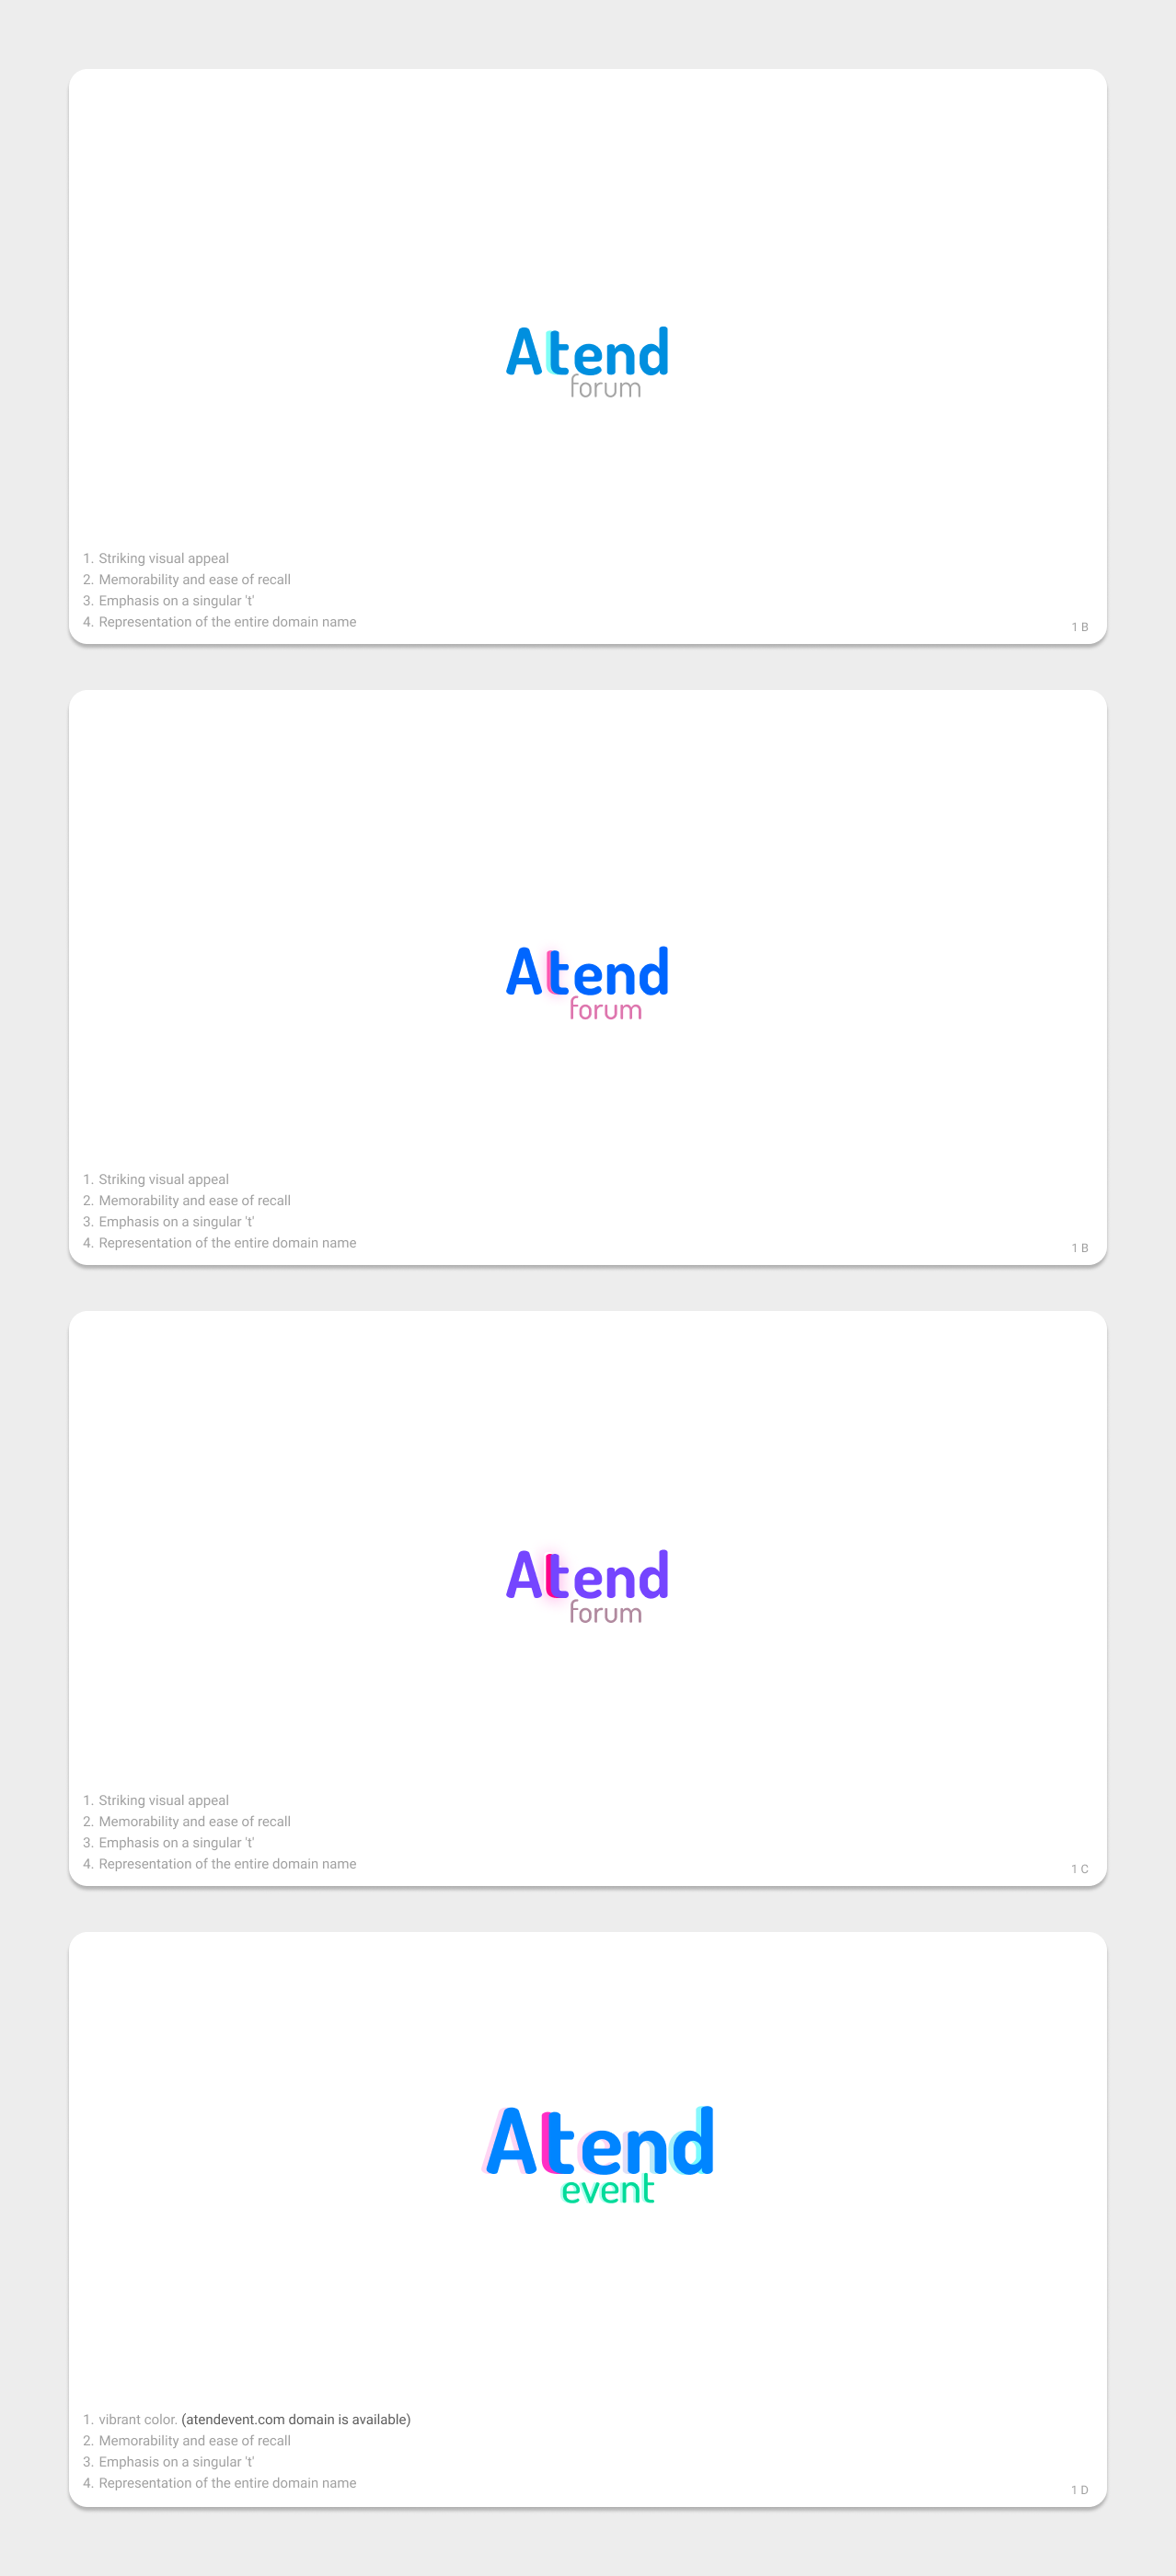 Atend
forum
1. Striking visual appeal
2. Memorability and ease of recall
3. Emphasis on a singular 't'
4. Representation of the entire domain name
1 B
Atend
forum
1. Striking visual appeal
2. Memorability and ease of recall
3. Emphasis on a singular 't'
4. Representation of the entire domain name
1 B
Atend
forum
1. Striking visual appeal
2. Memorability and ease of recall
3. Emphasis on a singular 't'
4. Representation of the entire domain name
1 C
Atend
event
1. vibrant color. (atendevent.com domain is available)
2. Memorability and ease of recall
3. Emphasis on a singular 't'
4. Representation of the entire domain name
1 D